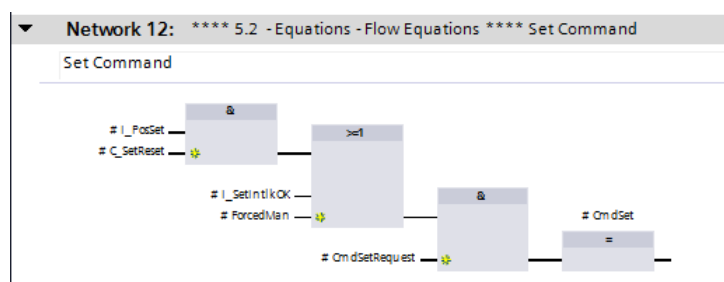 Network 12: **** 5.2 - Equations - Flow Equations **** Set Command
Set Command
&
# I_PosSet
# C_SetReset
>=1
# I_SetIntlkOK
# ForcedMan
&
# CmdSetRequest
# CmdSet
=